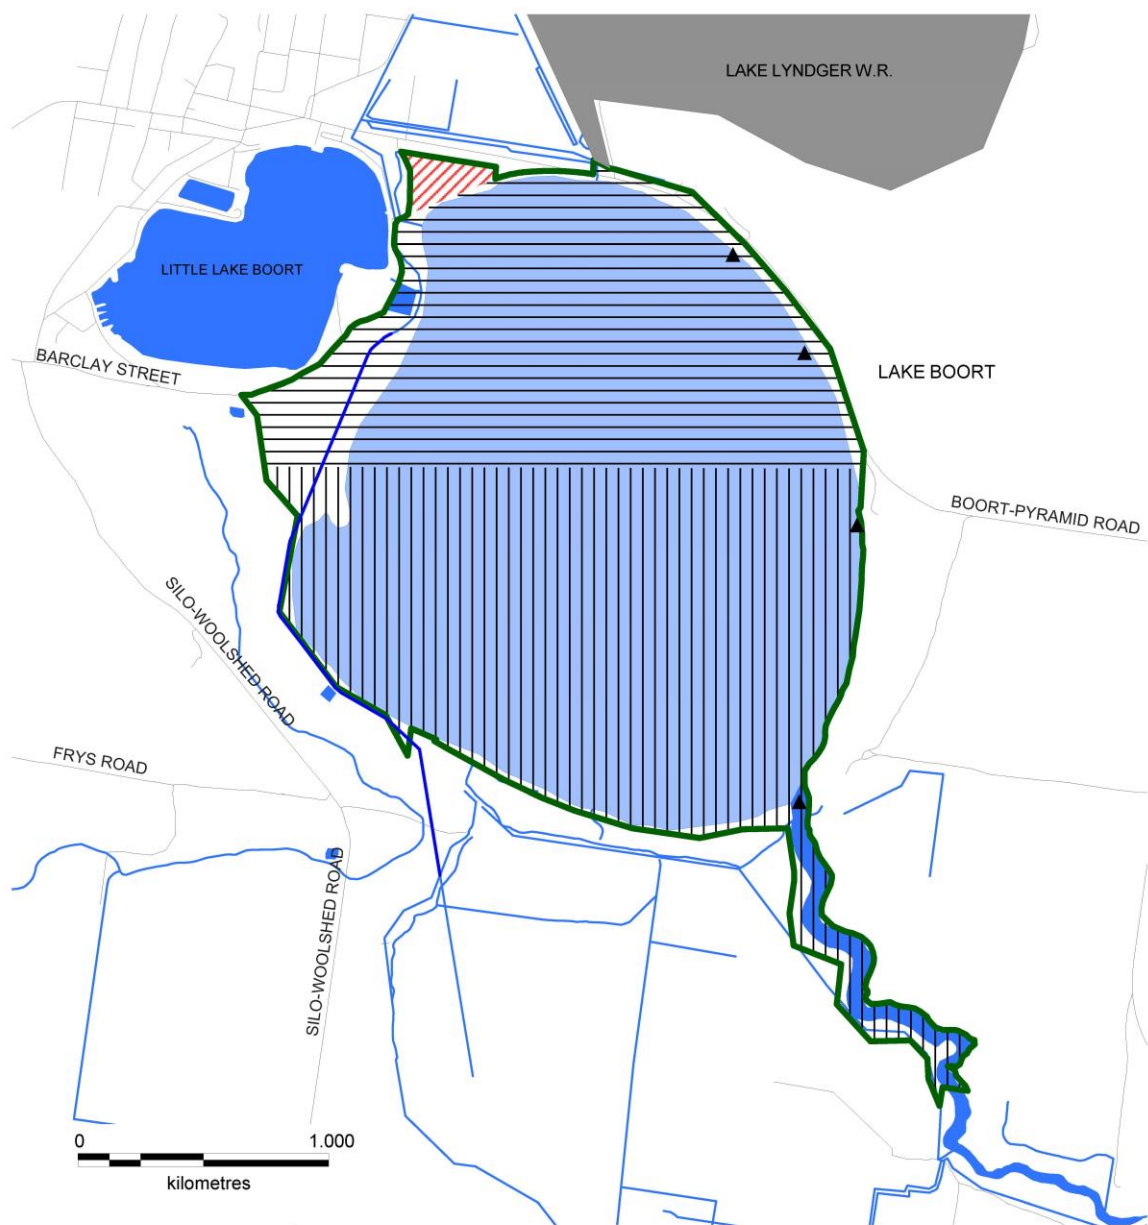 LAKE LYNDGER W.R.
LITTLE LAKE BOORT
BARCLAY STREET
LAKE BOORT
BOORT-PYRAMID ROAD
SILO-WOOLSHED ROAD
FRYS ROAD
SILO-WOOLSHED ROAD
0 1.000
kilometres